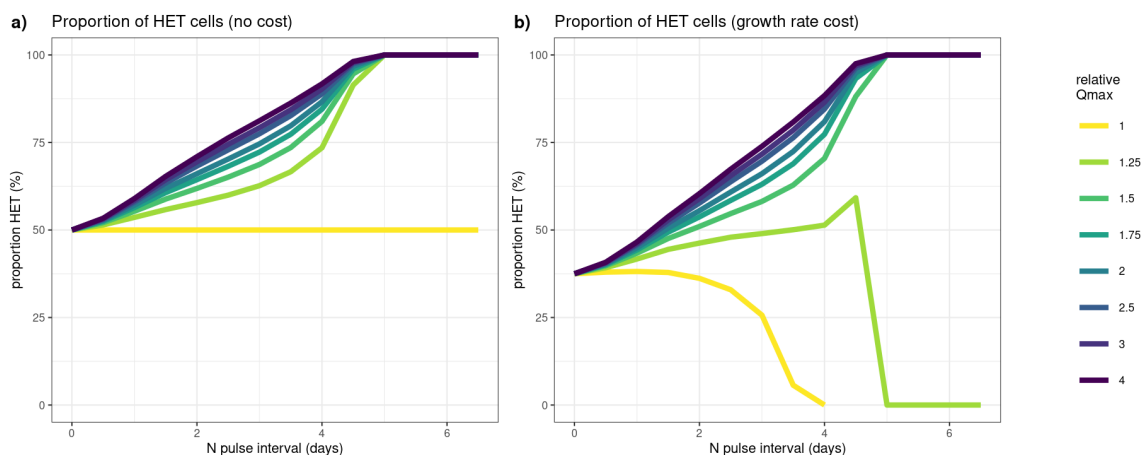 a)
Proportion of HET cells (no cost)
proportion HET (%)
100
75
50
25
0
0
2
4
6
N pulse interval (days)
b)
Proportion of HET cells (growth rate cost)
proportion HET (%)
100
75
50
25
0
0
2
4
6
N pulse interval (days)
relative
Qmax
1
1.25
1.5
1.75
2
2.5
3
4